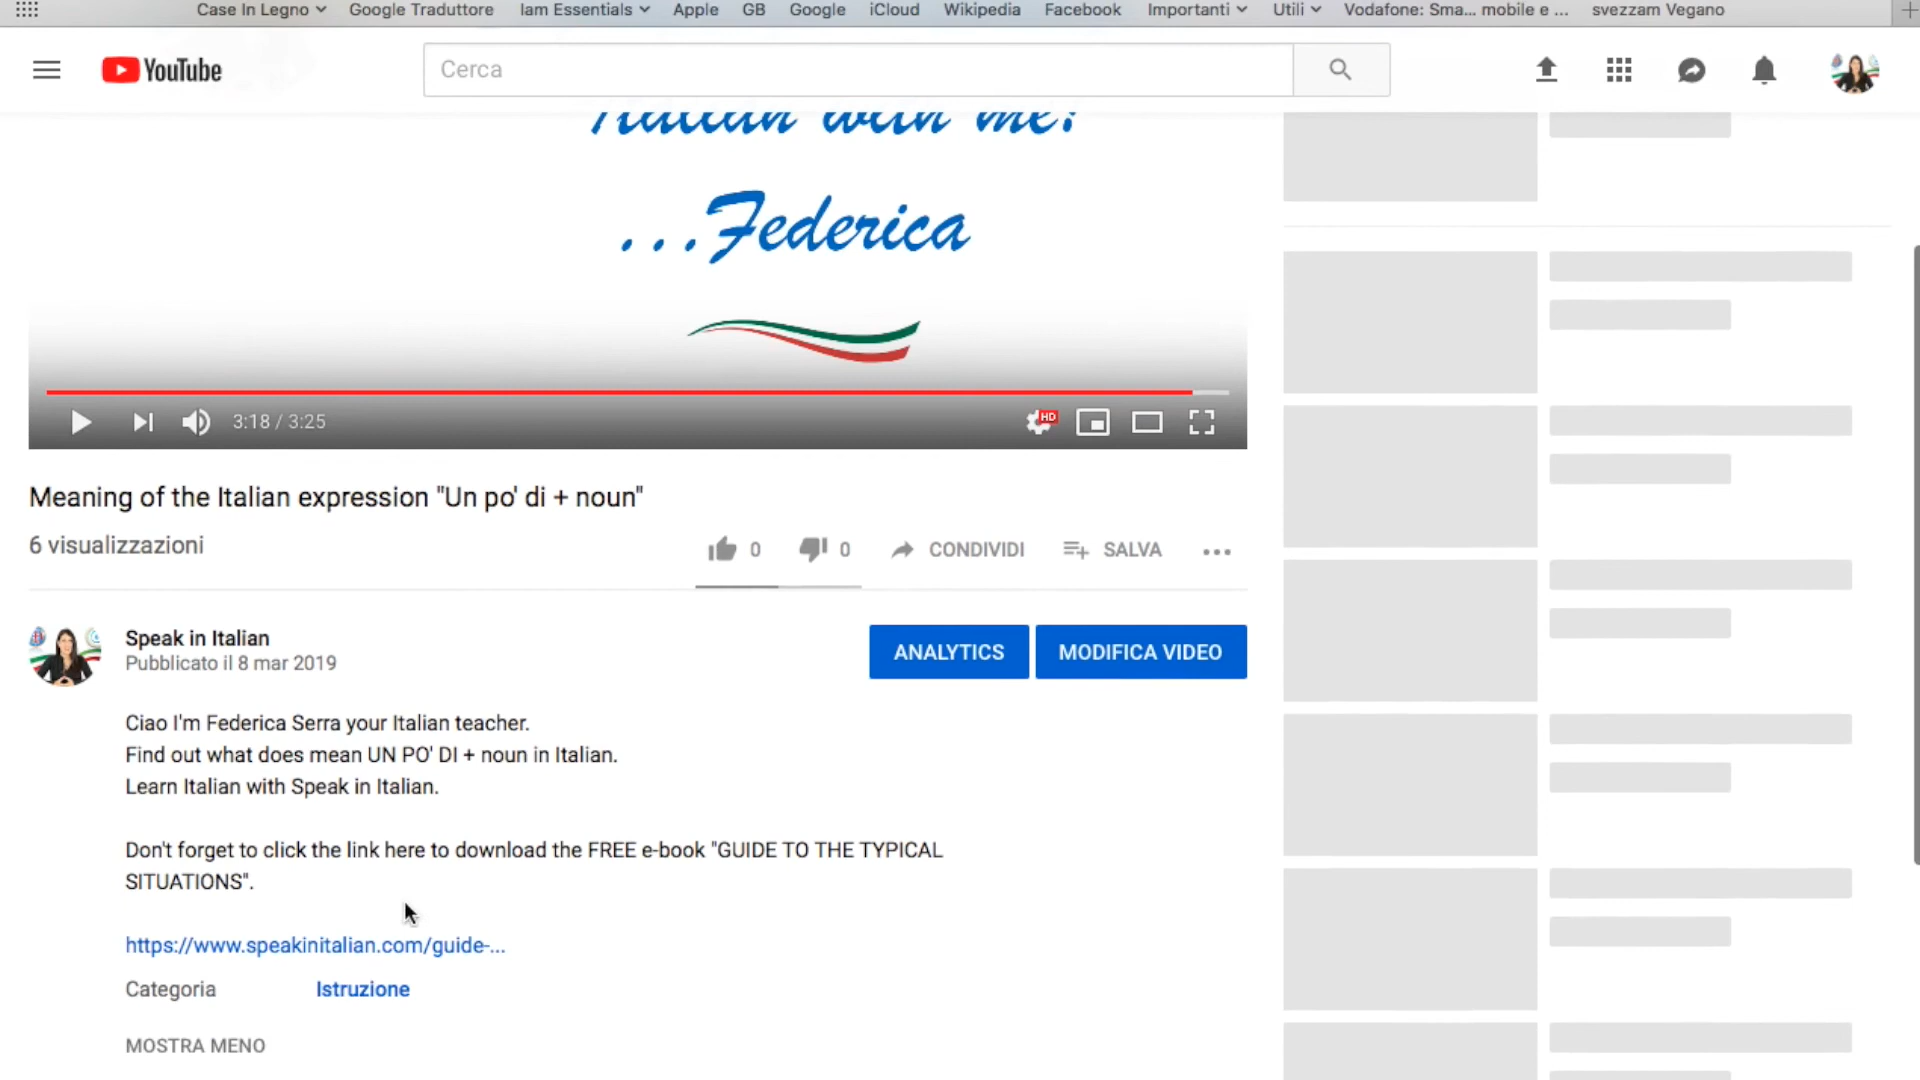 Case In Legno Google Traduttore Iam Essentials Apple GB Google iCloud Wikipedia Facebook Importanti Utili Vodafone: Sma... mobile e ... svezzam Vegano
YouTube
Cerca
Italian with me!
...Federica
3:18 / 3:25
HD
Meaning of the Italian expression "Un po' di + noun"
6 visualizzazioni
0 0 CONDIVIDI SALVA
Speak in Italian
Pubblicato il 8 mar 2019
ANALYTICS MODIFICA VIDEO
Ciao I'm Federica Serra your Italian teacher.
Find out what does mean UN PO' DI + noun in Italian.
Learn Italian with Speak in Italian.
Don't forget to click the link here to download the FREE e-book "GUIDE TO THE TYPICAL
SITUATIONS".
https://www.speakinitalian.com/guide-...
Categoria Istruzione
MOSTRA MENO